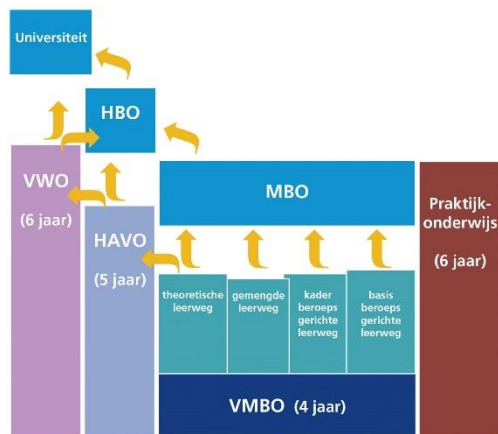 Universiteit
HBO
VWO
(6 jaar)
MBO
Praktijk-
onderwijs
(6 jaar)
HAVO
(5 jaar)
theoretische
leerweg
gemengde
leerweg
kader
beroeps
gerichte
leerweg
basis
beroeps
gerichte
leerweg
VMBO (4 jaar)